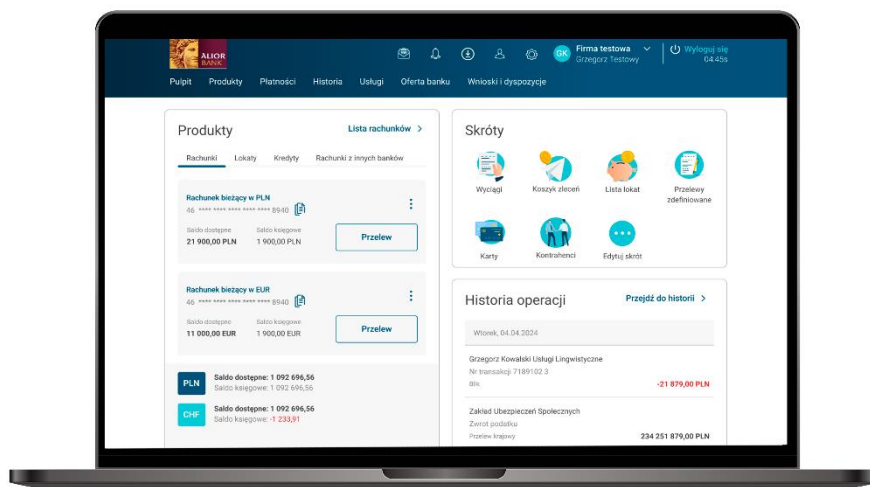 ALIOR
BANK
GK
Firma testowa
Grzegorz Testowy
Wyloguj się
04:45s
Pulpit Produkty Płatności Historia Usługi Oferta banku Wnioski i dyspozycje
Produkty
Lista rachunków >
Rachunki Lokaty Kredyty Rachunki z innych banków
Rachunek bieżący w PLN
46 **** **** **** **** **** 8940
Saldo dostępne Saldo księgowe
21 900,00 PLN 1 900,00 PLN
Przelew
Rachunek bieżący w EUR
46 **** **** **** **** **** 8940
Saldo dostępne Saldo księgowe
11 000,00 EUR 1 900,00 EUR
Przelew
PLN
Saldo dostępne: 1 092 696,56
Saldo księgowe: 1 092 696,56
CHF
Saldo dostępne: 1 092 696,56
Saldo księgowe: -1 233,91
Skróty
Wyciągi Koszyk zleceń Lista lokat Przelewy
zdefiniowane
Karty Kontrahenci Edytuj skrót
Historia operacji
Przejdź do historii >
Wtorek, 04.04.2024
Grzegorz Kowalski Usługi Lingwistyczne
Nr transakcji 7189102 3
Blik
-21 879,00 PLN
Zakład Ubezpieczeń Społecznych
Zwrot podatku
Przelew krajowy
234 251 879,00 PLN